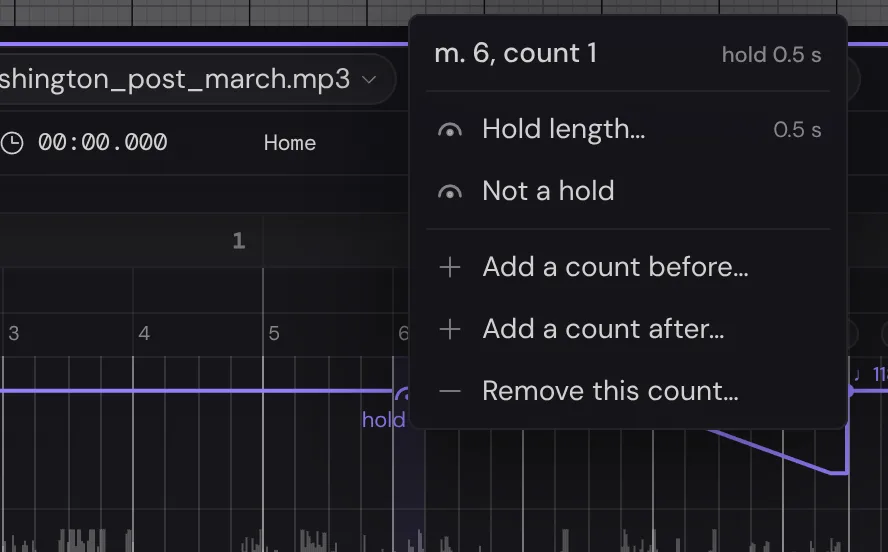 m. 6, count 1 hold 0.5 s
shington_post_march.mp3
Hold length... 0.5 s
00:00.000 Home
Not a hold
1
Add a count before...
Add a count after...
3 4 5 6
Remove this count...
hold